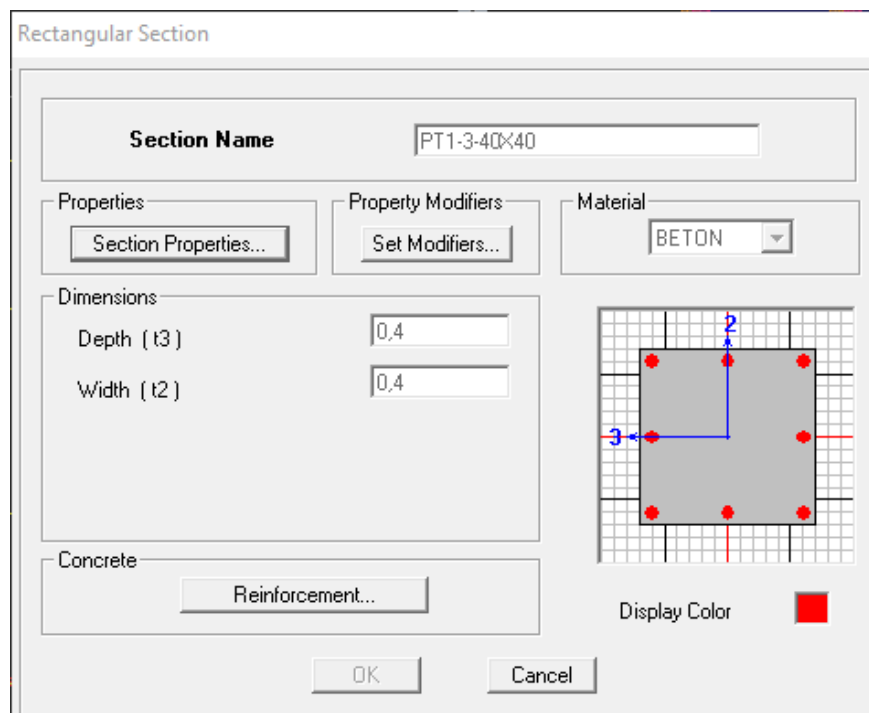 Rectangular Section
Section Name
PT1-3-40X40
Properties
Section Properties...
Property Modifiers
Set Modifiers...
Material
BETON
Dimensions
Depth ( t3 )
0,4
Width ( t2 )
0,4
2
3
Concrete
Reinforcement...
Display Color
OK
Cancel